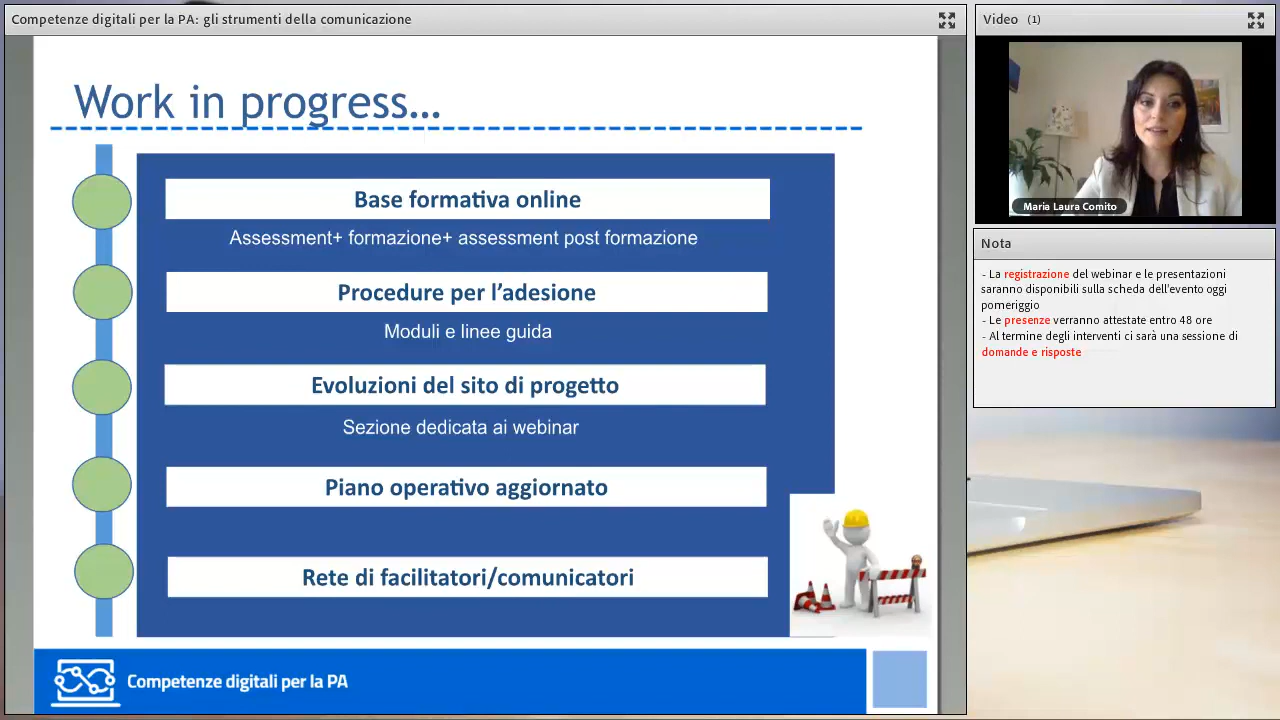 Competenze digitali per la PA: gli strumenti della comunicazione
Work in progress…
Base formativa online
Assessment+ formazione+ assessment post formazione
Procedure per l’adesione
Moduli e linee guida
Evoluzioni del sito di progetto
Sezione dedicata ai webinar
Piano operativo aggiornato
Rete di facilitatori/comunicatori
Competenze digitali per la PA
Video (1)
Maria Laura Comito
Nota
- La registrazione del webinar e le presentazioni
saranno disponibili sulla scheda dell'evento oggi
pomeriggio
- Le presenze verranno attestate entro 48 ore
- Al termine degli interventi ci sarà una sessione di
domande e risposte